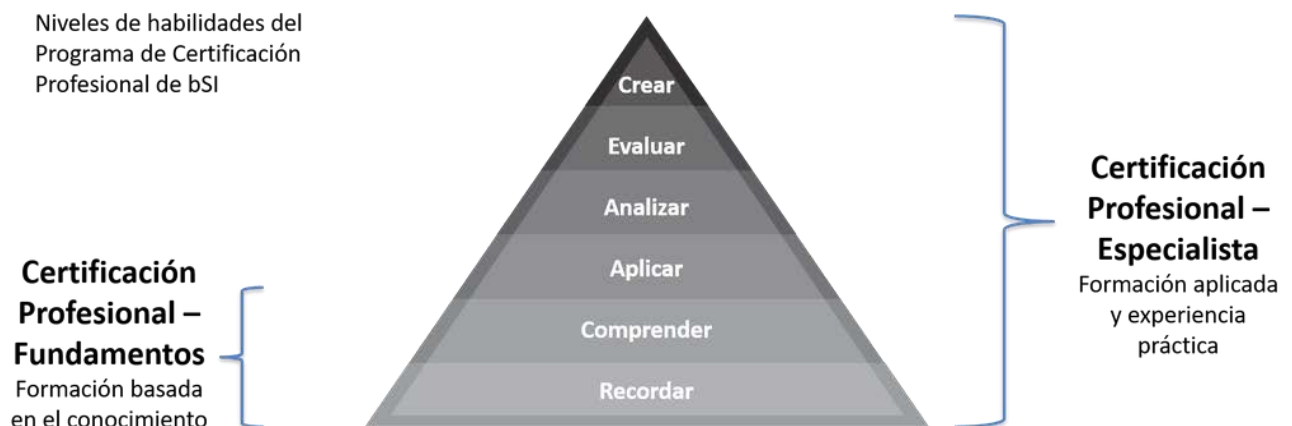 Niveles de habilidades del
Programa de Certificación
Profesional de bSI
Crear
Evaluar
Analizar
Aplicar
Comprender
Recordar
Certificación
Profesional –
Fundamentos
Formación basada
en el conocimiento
Certificación
Profesional –
Especialista
Formación aplicada
y experiencia
práctica